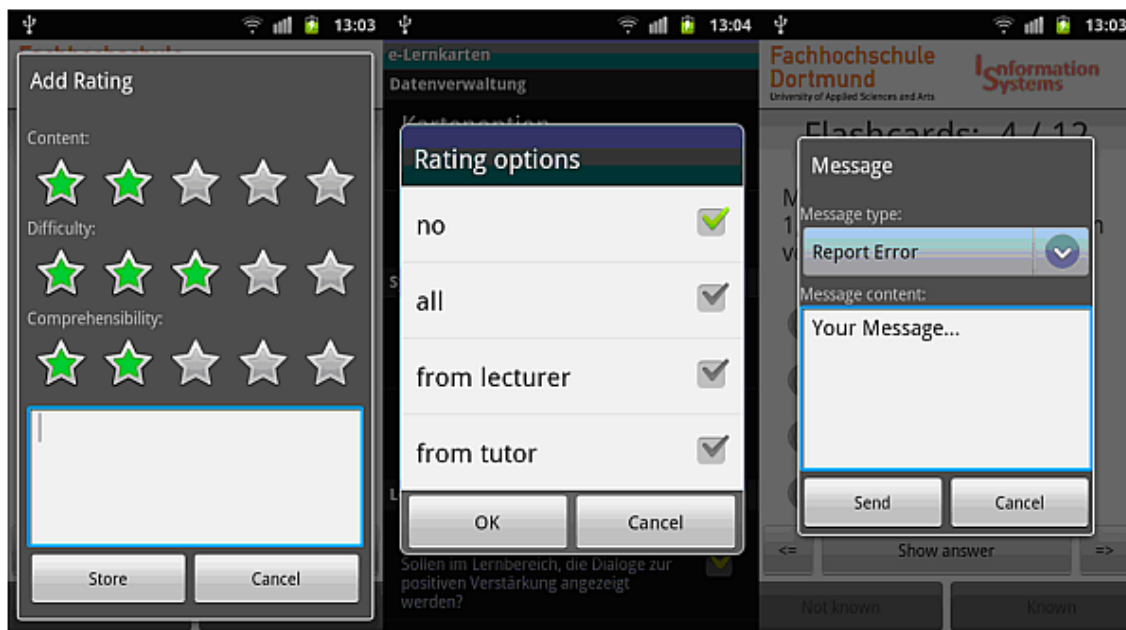 13:03
Fachhochschule
Add Rating
Content:
Difficulty:
Comprehensibility:
Store
Cancel
13:04
e-Lernkarten
Datenverwaltung
Kartenoption
Rating options
no
all
from lecturer
from tutor
OK
Cancel
Sollen im Lernbereich, die Dialoge zur
positiven Verstärkung angezeigt
werden?
13:03
Fachhochschule
Dortmund
University of Applied Sciences and Arts
Information
Systems
Flashcards: 4 / 12
Message
Message type:
Report Error
Message content:
Your Message...
Send
Cancel
<=
Show answer
=>
Not known
Known